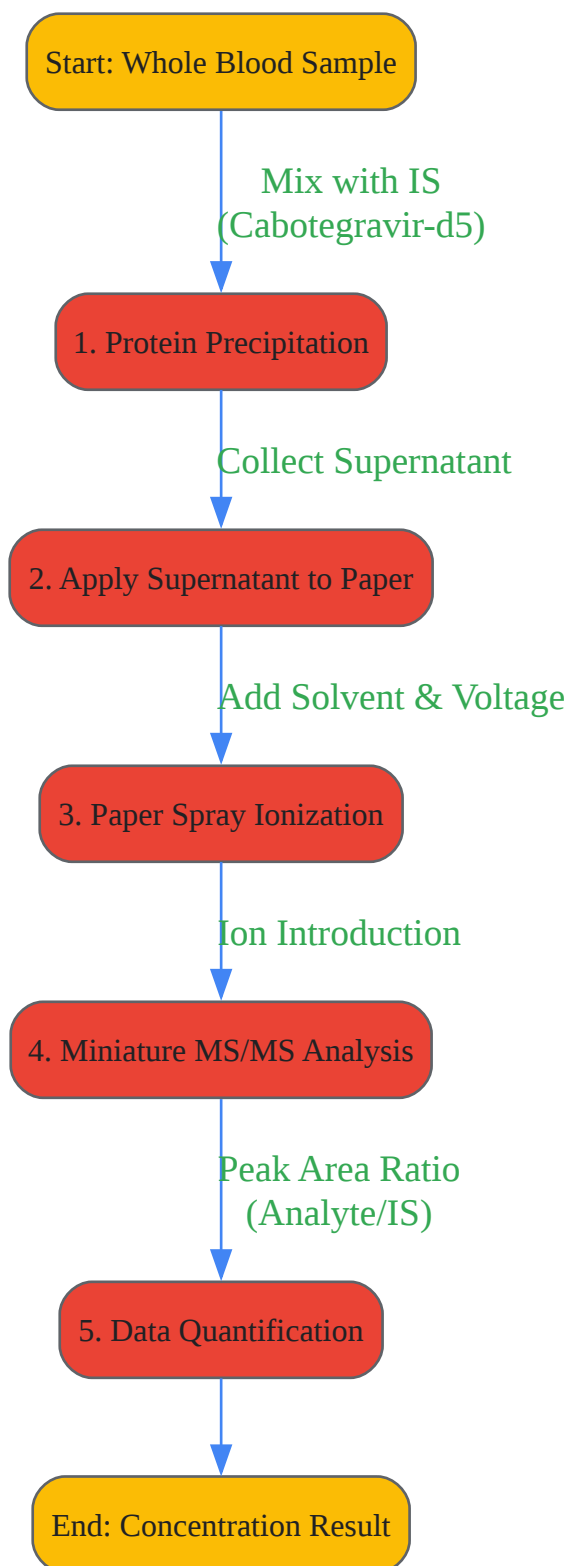 Start: Whole Blood Sample
Mix with IS
(Cabotegravir-d5)
1. Protein Precipitation
Collect Supernatant
2. Apply Supernatant to Paper
Add Solvent & Voltage
3. Paper Spray Ionization
Ion Introduction
4. Miniature MS/MS Analysis
Peak Area Ratio
(Analyte/IS)
5. Data Quantification
End: Concentration Result